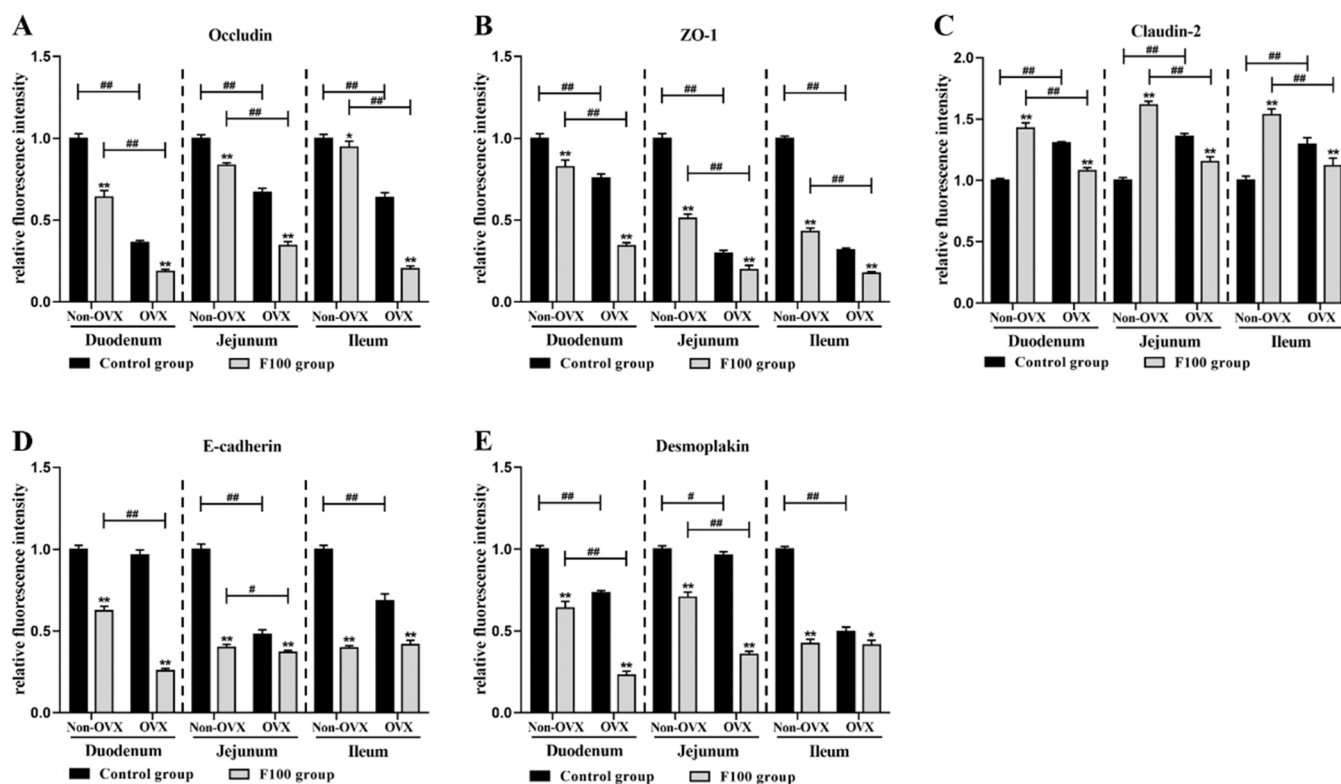 A
Occludin
relative fluorescence intensity
1.5
1.0
0.5
0.0
## ## ##
## ## ##
** ** ** ** * **
Non-OVX OVX Non-OVX OVX Non-OVX OVX
Duodenum Jejunum Ileum
Control group F100 group
B
ZO-1
relative fluorescence intensity
1.5
1.0
0.5
0.0
## ## ##
## ## ##
** ** ** ** ** **
Non-OVX OVX Non-OVX OVX Non-OVX OVX
Duodenum Jejunum Ileum
Control group F100 group
C
Claudin-2
relative fluorescence intensity
2.0
1.5
1.0
0.5
0.0
## ## ##
## ## ##
** ** ** ** ** **
Non-OVX OVX Non-OVX OVX Non-OVX OVX
Duodenum Jejunum Ileum
Control group F100 group
D
E-cadherin
relative fluorescence intensity
1.5
1.0
0.5
0.0
## ## ##
#
** ** ** ** ** **
Non-OVX OVX Non-OVX OVX Non-OVX OVX
Duodenum Jejunum Ileum
Control group F100 group
E
Desmoplakin
relative fluorescence intensity
1.5
1.0
0.5
0.0
## # ##
## ##
** ** ** ** ** *
Non-OVX OVX Non-OVX OVX Non-OVX OVX
Duodenum Jejunum Ileum
Control group F100 group